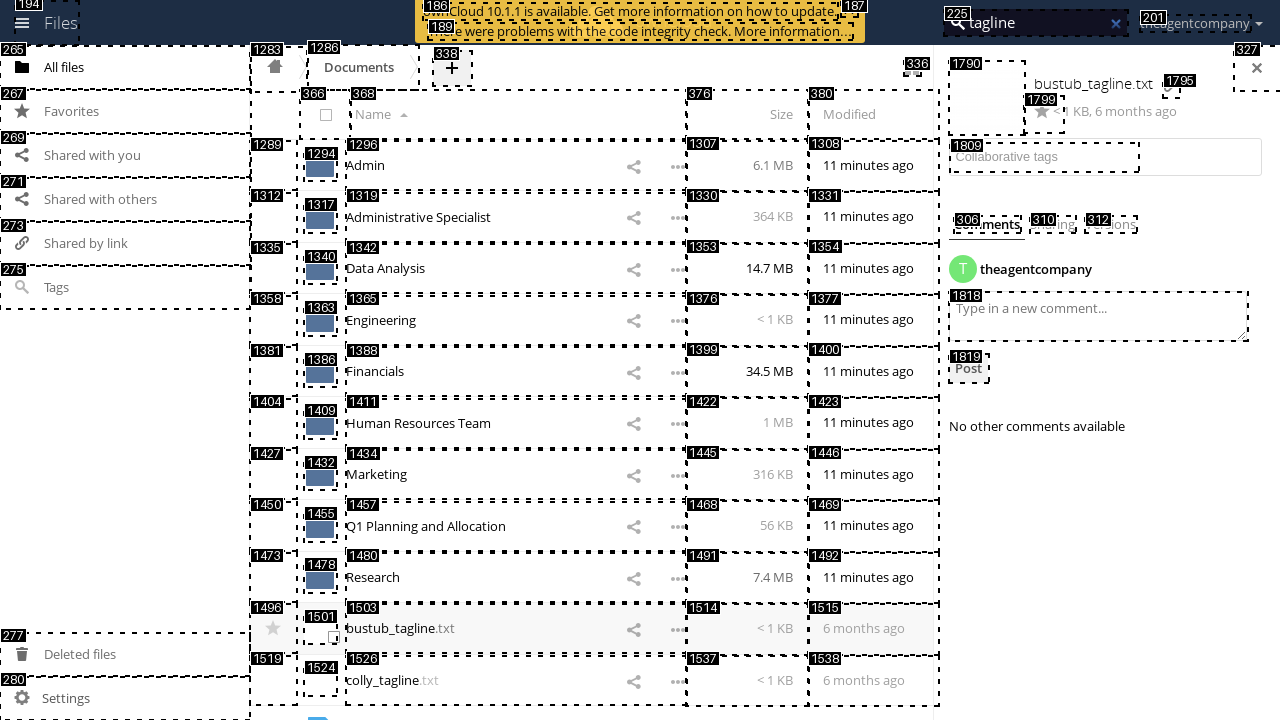 194
Files
186
Cloud 10.1.1 is available. Get more information on how to update.
187
189
e were problems with the code integrity check. More information…
225
tagline
×
201
theagentcompany
265
All files
267
Favorites
269
Shared with you
271
Shared with others
273
Shared by link
275
Tags
277
Deleted files
280
Settings
1283
1286
Documents
338
+
336
366
368
Name
376
Size
380
Modified
1289
1294
1296
Admin
1307
6.1 MB
1308
11 minutes ago
1312
1317
1319
Administrative Specialist
1330
364 KB
1331
11 minutes ago
1335
1340
1342
Data Analysis
1353
14.7 MB
1354
11 minutes ago
1358
1363
1365
Engineering
1376
< 1 KB
1377
11 minutes ago
1381
1386
1388
Financials
1399
34.5 MB
1400
11 minutes ago
1404
1409
1411
Human Resources Team
1422
1 MB
1423
11 minutes ago
1427
1432
1434
Marketing
1445
316 KB
1446
11 minutes ago
1450
1455
1457
Q1 Planning and Allocation
1468
56 KB
1469
11 minutes ago
1473
1478
1480
Research
1491
7.4 MB
1492
11 minutes ago
1496
1501
1503
bustub_tagline.txt
1514
< 1 KB
1515
6 months ago
1519
1524
1526
colly_tagline.txt
1537
< 1 KB
1538
6 months ago
327
×
1790
bustub_tagline.txt
1795
1799
< 1 KB, 6 months ago
1809
Collaborative tags
306
Comments
310
312
T
theagentcompany
1818
Type in a new comment...
1819
Post
No other comments available